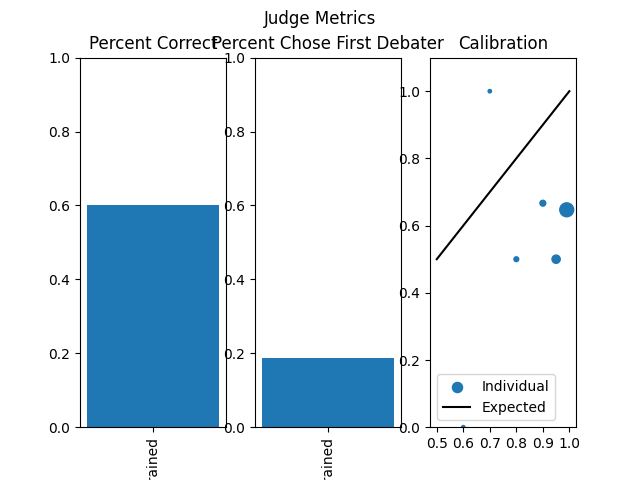 Judge Metrics
Percent Correct
Percent Chose First Debater
Calibration
1.0
0.8
0.6
0.4
0.2
0.0
rained
1.0
0.8
0.6
0.4
0.2
0.0
rained
1.0
0.8
0.6
0.4
0.2
0.0
0.5 0.6 0.7 0.8 0.9 1.0
Individual
Expected